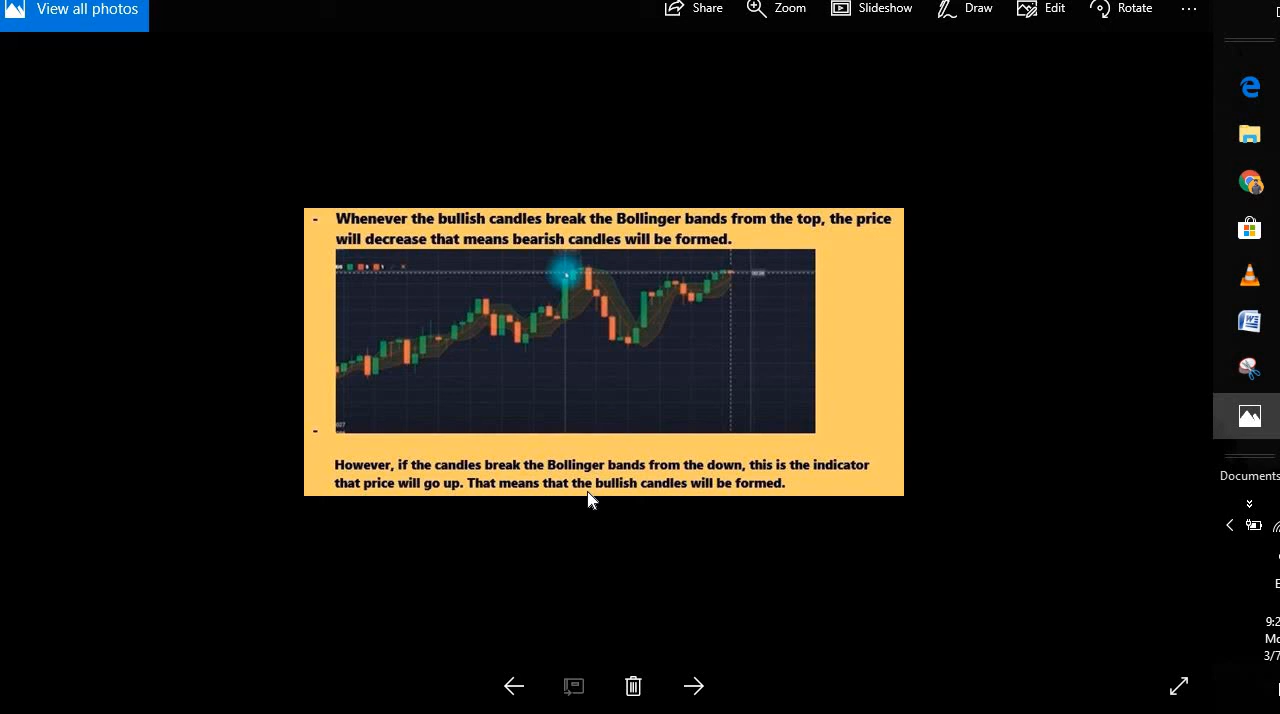 View all photos
Share
Zoom
Slideshow
Draw
Edit
Rotate
- Whenever the bullish candles break the Bollinger bands from the top, the price
will decrease that means bearish candles will be formed.
-
However, if the candles break the Bollinger bands from the down, this is the indicator
that price will go up. That means that the bullish candles will be formed.
Documents